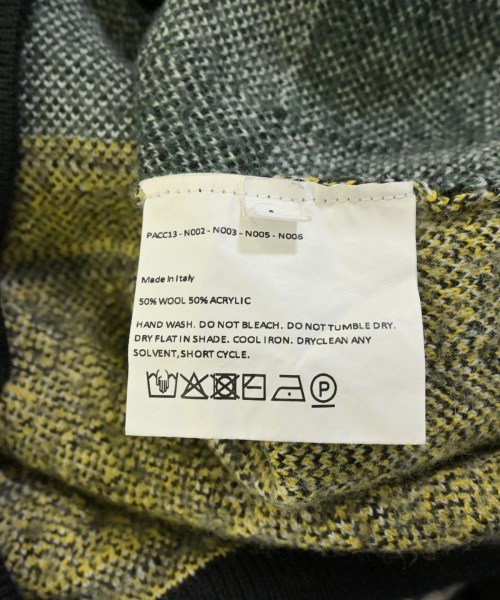 PACC13 - N002 - N003 - N005 - N006
Made in Italy
50% WOOL 50% ACRYLIC
HAND WASH. DO NOT BLEACH. DO NOT TUMBLE DRY.
DRY FLAT IN SHADE. COOL IRON. DRYCLEAN ANY
SOLVENT,SHORT CYCLE.
P